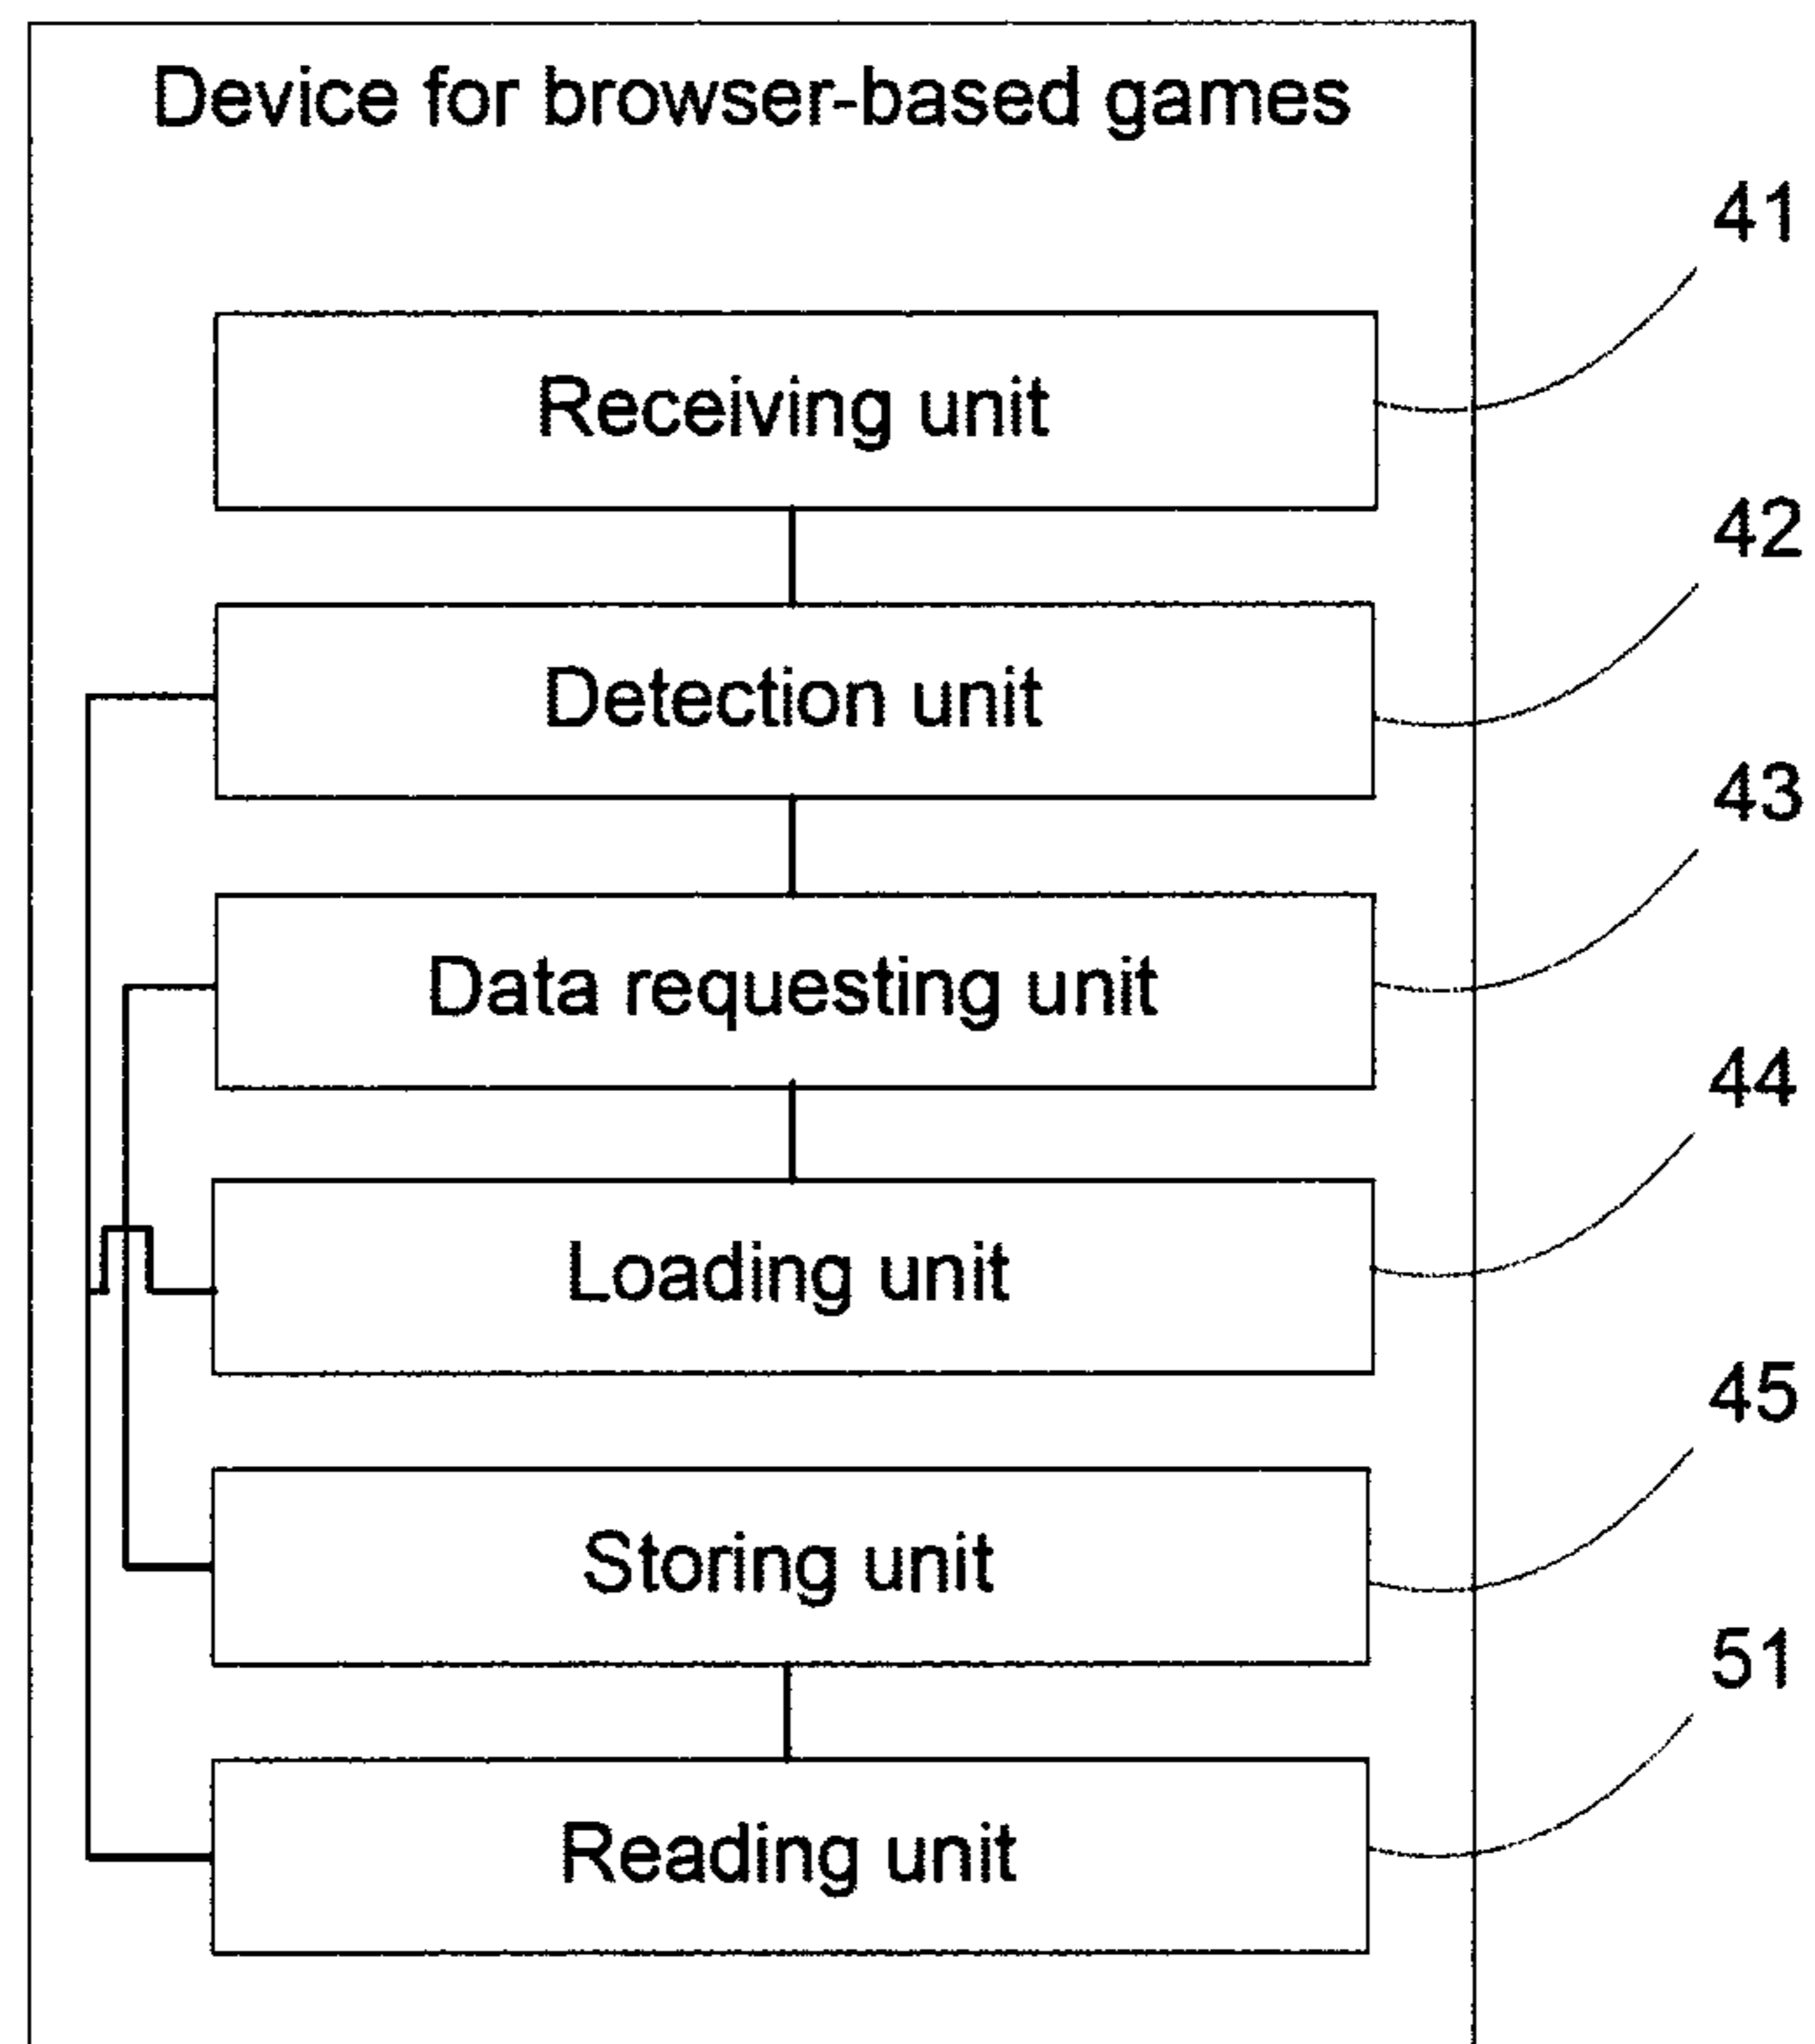 Device for browser-based games
41
Receiving unit
42
Detection unit
43
Data requesting unit
44
Loading unit
45
Storing unit
51
Reading unit